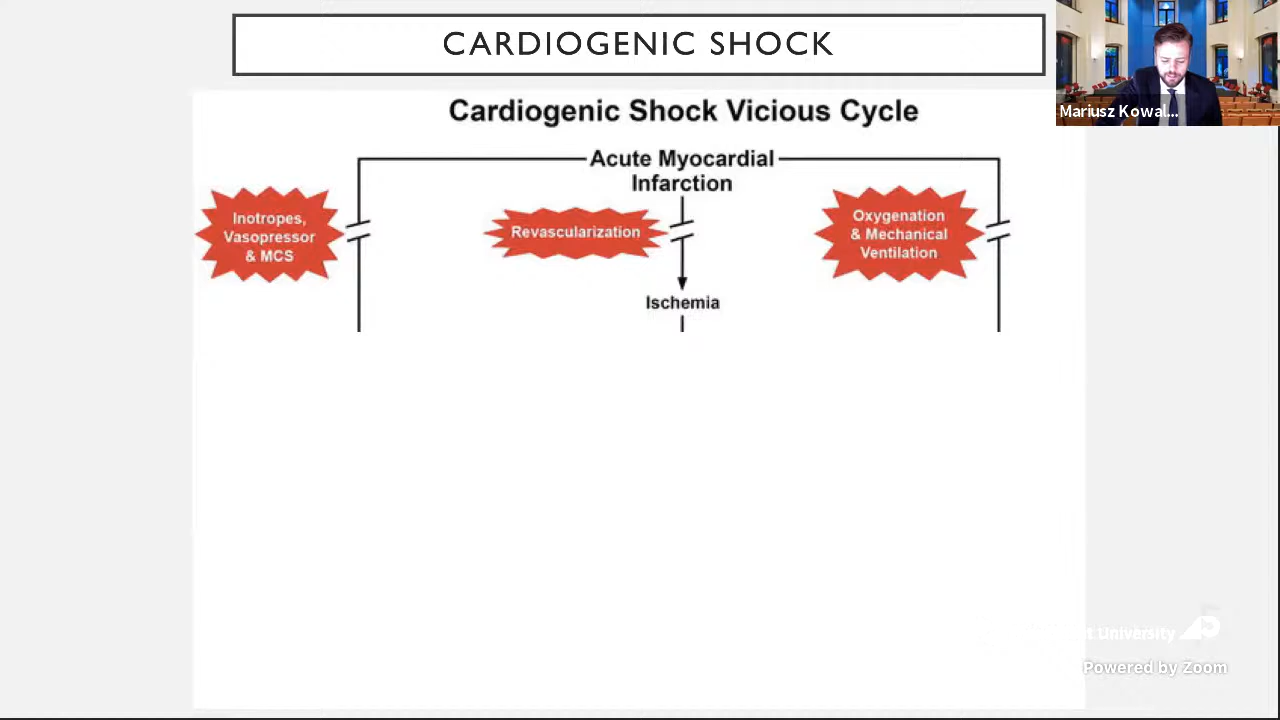 CARDIOGENIC SHOCK
Mariusz Kowal...
Cardiogenic Shock Vicious Cycle
Acute Myocardial
Infarction
Inotropes,
Vasopressor
& MCS
Revascularization
Oxygenation
& Mechanical
Ventilation
Ischemia
University
Powered by Zoom